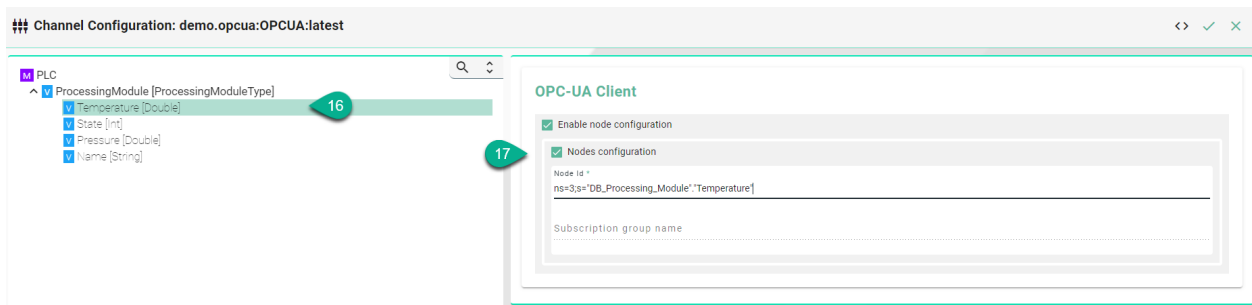 Channel Configuration: demo.opcua:OPCUA:latest
M PLC
V ProcessingModule [ProcessingModuleType]
V Temperature [Double]
V State [Int]
V Pressure [Double]
V Name [String]
16
OPC-UA Client
Enable node configuration
17
Nodes configuration
Node Id *
ns=3;s="DB_Processing_Module"."Temperature"
Subscription group name